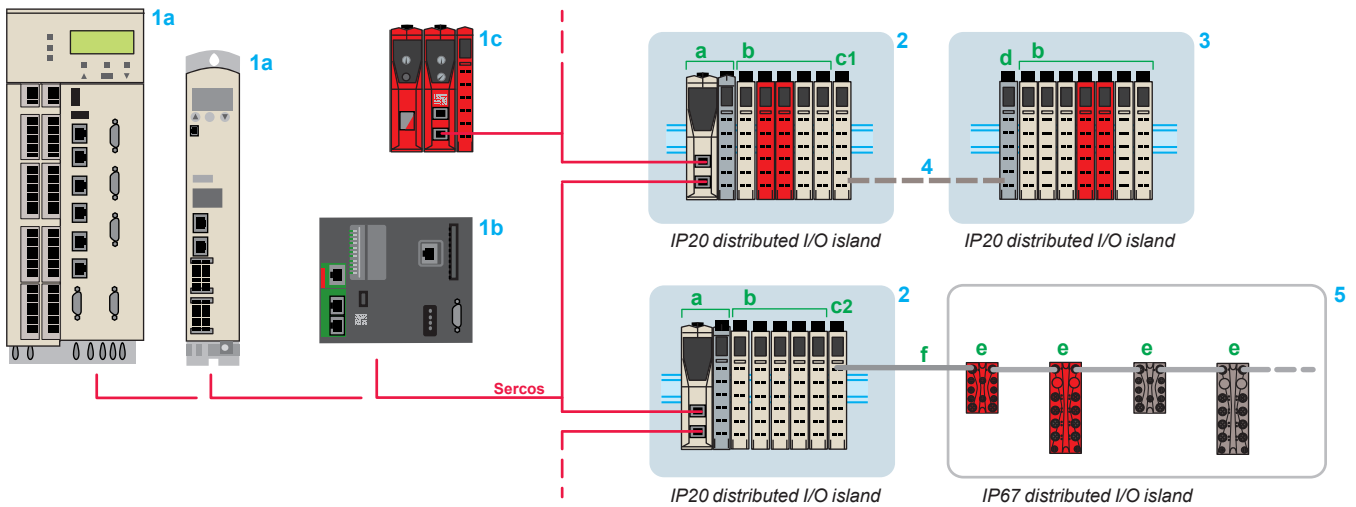 1a
1a
1c
1b
Sercos
2
a
b
c1
IP20 distributed I/O island
4
3
d
b
IP20 distributed I/O island
2
a
b
c2
IP20 distributed I/O island
f
5
e
e
e
e
IP67 distributed I/O island